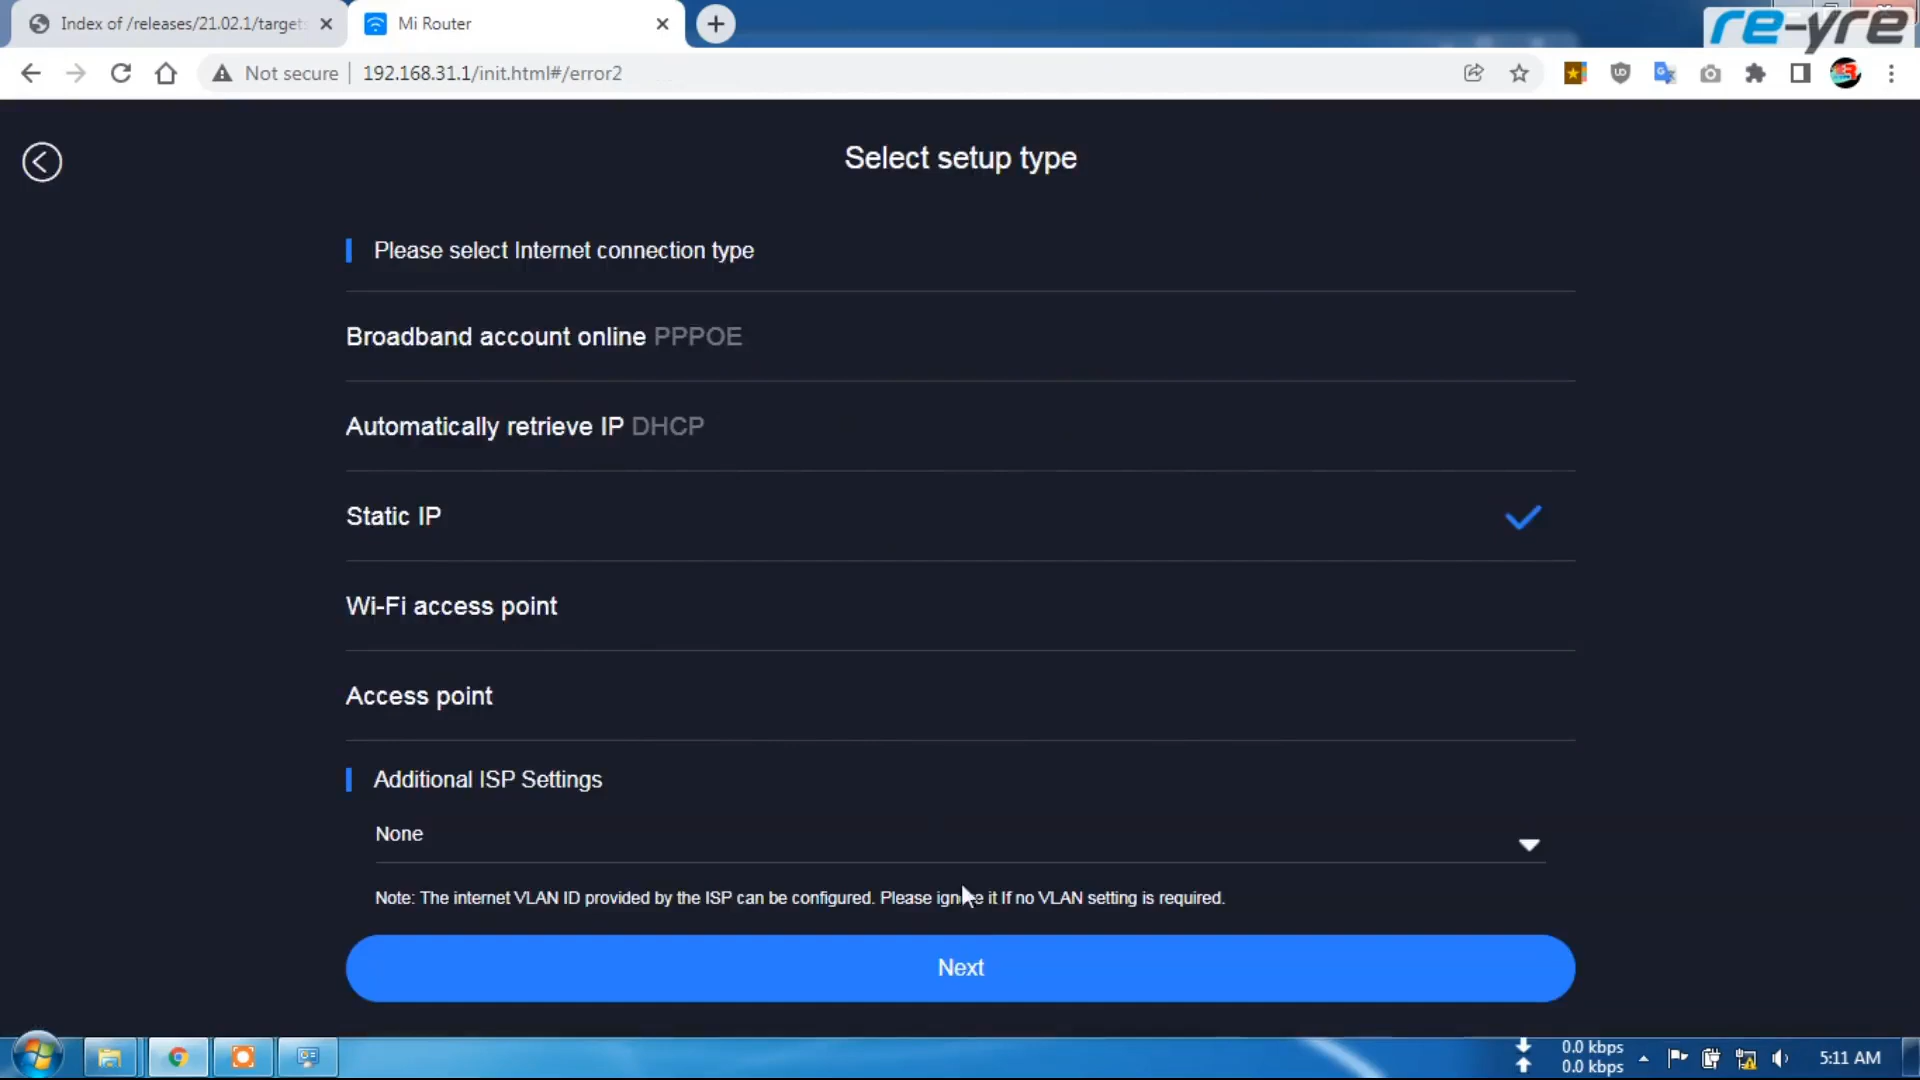 Index of /releases/21.02.1/targets
Mi Router
re-yre
Not secure
192.168.31.1/init.html#/error2
Select setup type
Please select Internet connection type
Broadband account online PPPOE
Automatically retrieve IP DHCP
Static IP
Wi-Fi access point
Access point
Additional ISP Settings
None
Note: The internet VLAN ID provided by the ISP can be configured. Please ignore it If no VLAN setting is required.
Next
0.0 kbps
0.0 kbps
5:11 AM